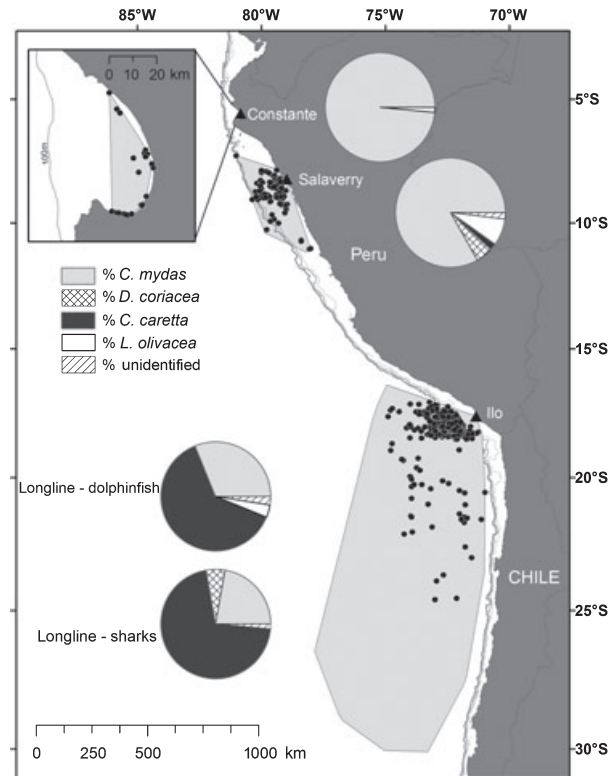 85°W 80°W 75°W 70°W
0 10 20 km
100m
5°S
Constante
Salaverry
10°S
Peru
% C. mydas
% D. coriacea
% C. caretta
% L. olivacea
% unidentified
15°S
Ilo
20°S
Longline - dolphinfish
CHILE
25°S
Longline - sharks
0 250 500 1000 km
30°S